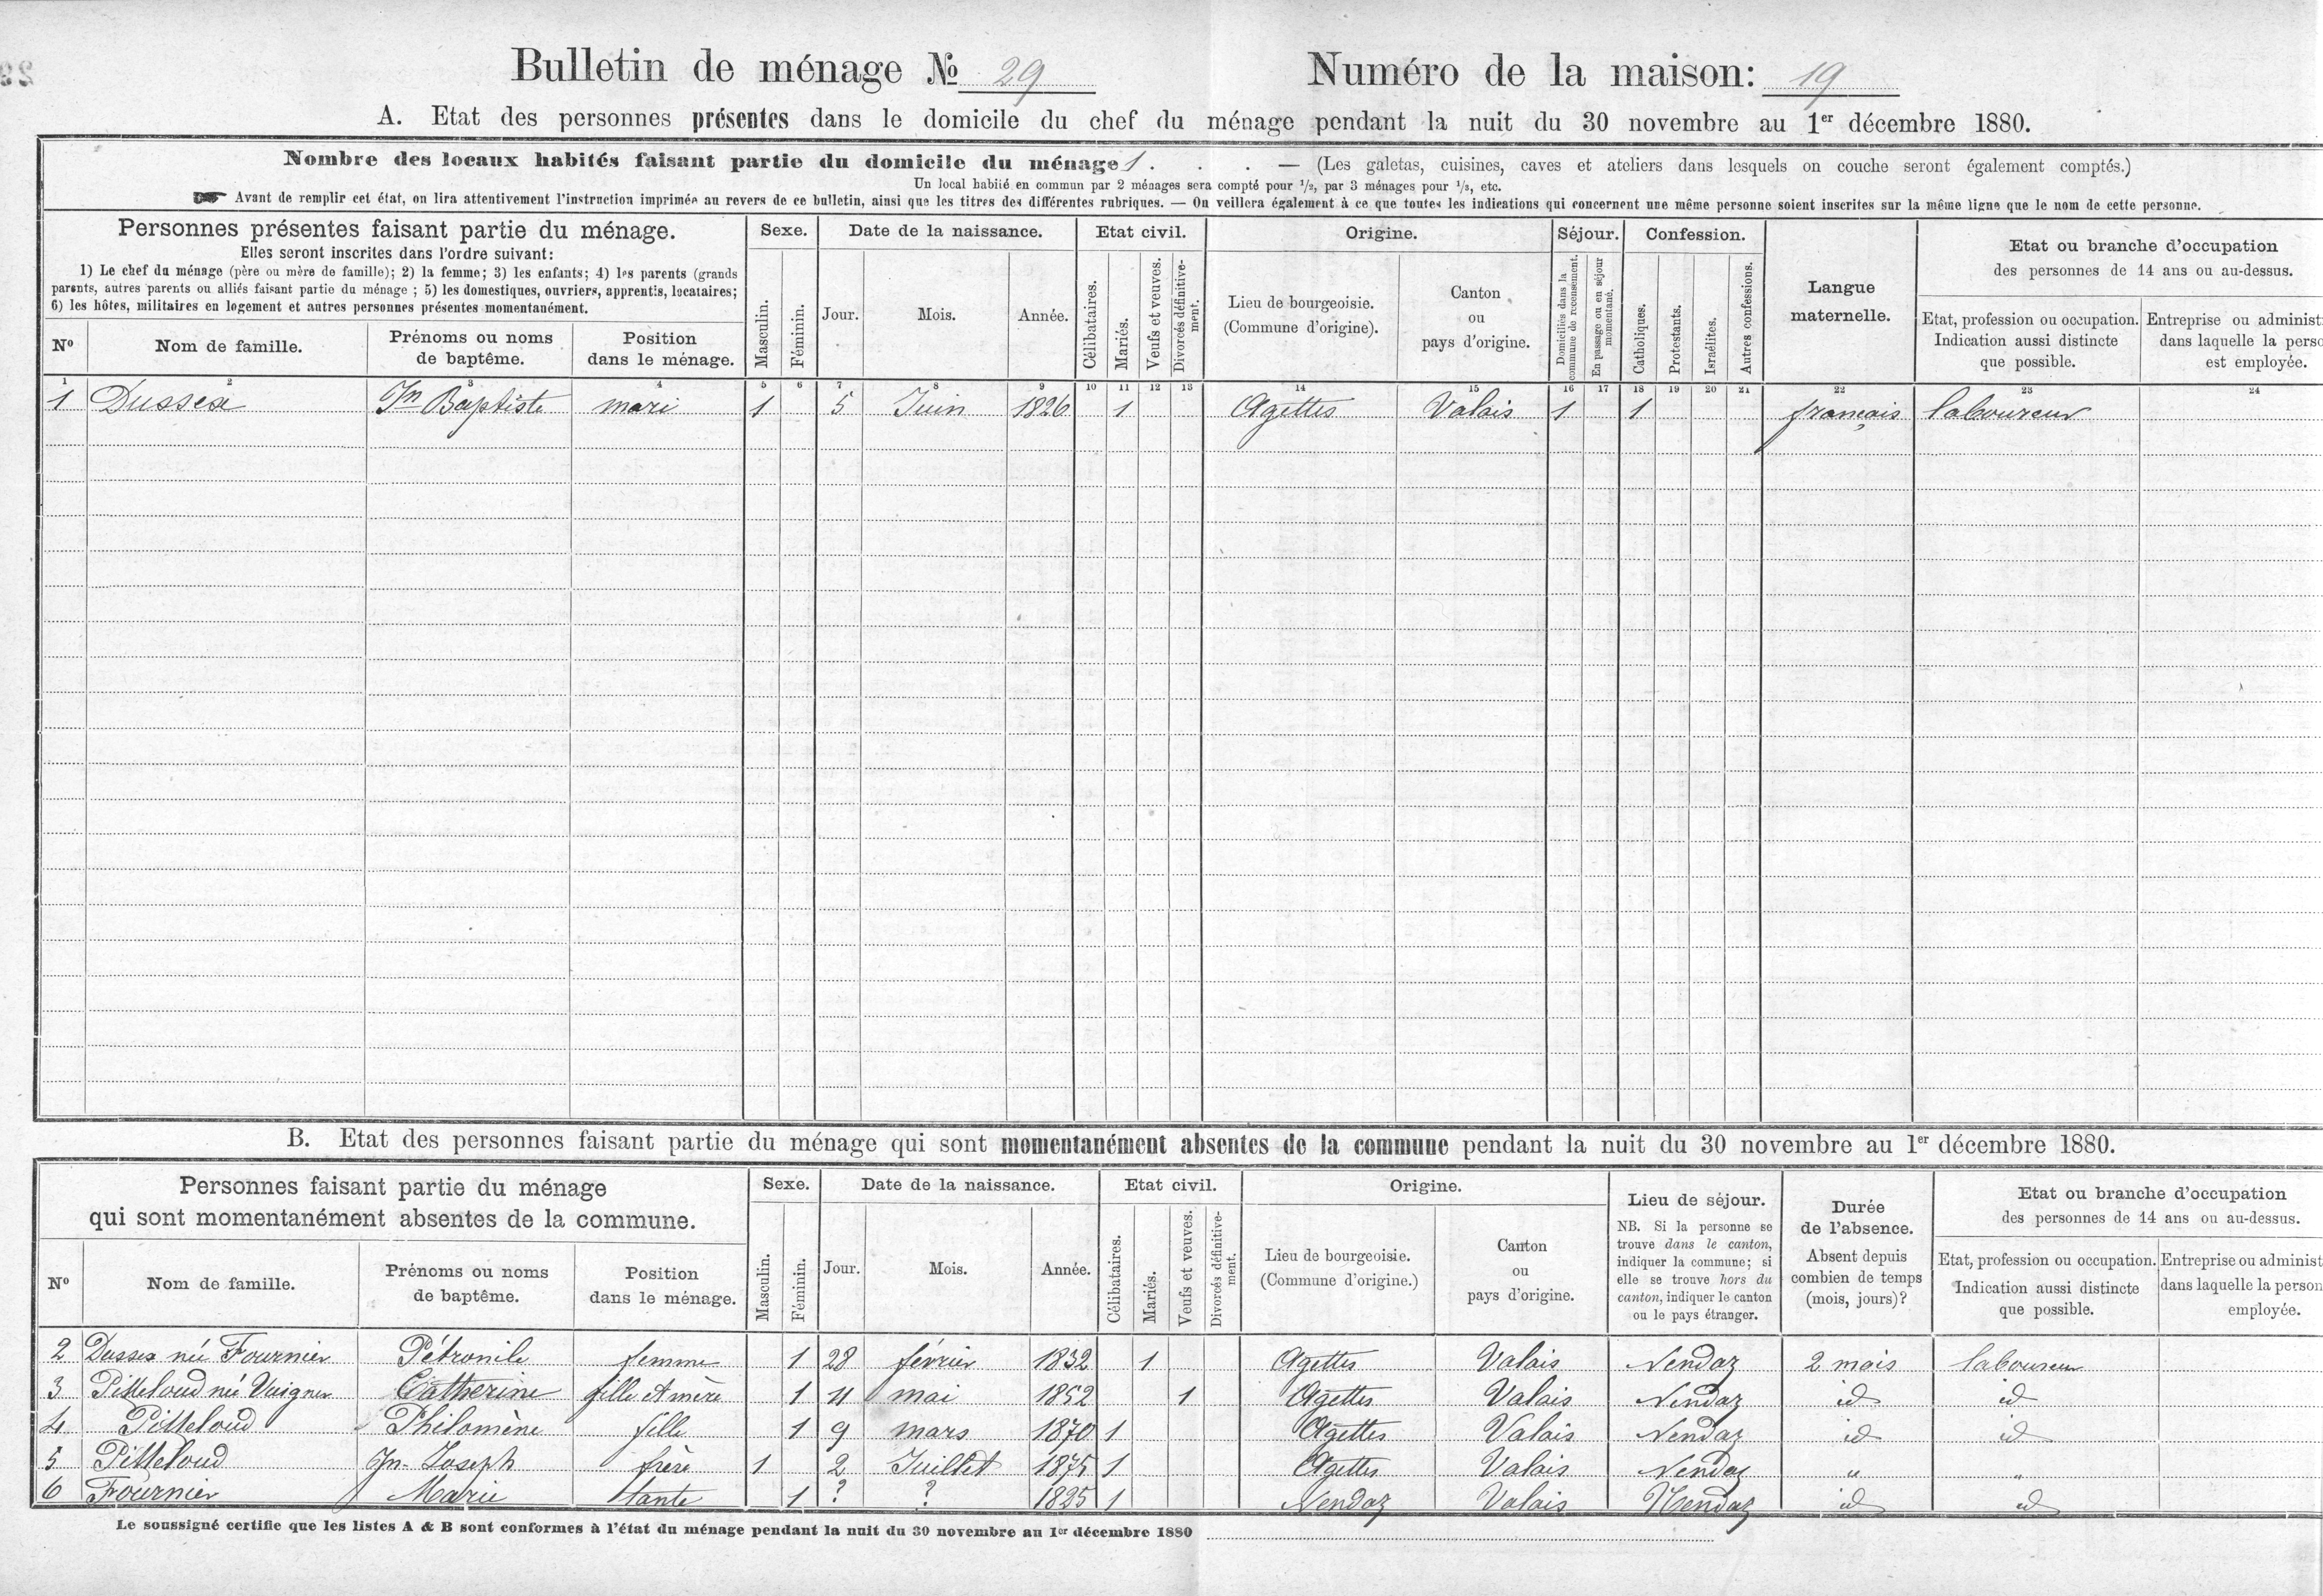 Bulletin de ménage № 29 Numéro de la maison: 19
A. Etat des personnes présentes dans le domicile du chef du ménage pendant la nuit du 30 novembre au 1er décembre 1880.
Nombre des locaux habités faisant partie du domicile du ménage 1 . . . — (Les galetas, cuisines, caves et ateliers dans lesquels on couche seront également comptés.)
Un local habité en commun par 2 ménages sera compté pour 1/2, par 3 ménages pour 1/3, etc.
Avant de remplir cet état, on lira attentivement l'instruction imprimée au revers de ce bulletin, ainsi que les titres des différentes rubriques. — On veillera également à ce que toutes les indications qui concernent une même personne soient inscrites sur la même ligne que le nom de cette personne.
Personnes présentes faisant partie du ménage.
Elles seront inscrites dans l'ordre suivant:
1) Le chef du ménage (père ou mère de famille); 2) la femme; 3) les enfants; 4) les parents (grands
parents, autres parents ou alliés faisant partie du ménage ; 5) les domestiques, ouvriers, apprentis, locataires;
6) les hôtes, militaires en logement et autres personnes présentes momentanément.
Nº
Nom de famille.
Prénoms ou noms
de baptême.
Position
dans le ménage.
Sexe.
Masculin.
Féminin.
Date de la naissance.
Jour.
Mois.
Année.
Etat civil.
Célibataires.
Mariés.
Veufs et veuves.
Divorcés définitive-
ment.
Origine.
Lieu de bourgeoisie.
(Commune d'origine).
Canton
ou
pays d'origine.
Séjour.
Domiciliés dans la
commune de recensement.
En passage ou en séjour
momentané.
Confession.
Catholiques.
Protestants.
Israélites.
Autres confessions.
Langue
maternelle.
Etat ou branche d'occupation
des personnes de 14 ans ou au-dessus.
Etat, profession ou occupation.
Indication aussi distincte
que possible.
Entreprise ou administ
dans laquelle la perso
est employée.
1 2 3 4 5 6 7 8 9 10 11 12 13 14 15 16 17 18 19 20 21 22 23 24
1 Dussex Jn Baptiste mari 1 5 Juin 1826 1 Agettes Valais 1 1 français laboureur
B. Etat des personnes faisant partie du ménage qui sont momentanément absentes de la commune pendant la nuit du 30 novembre au 1er décembre 1880.
Personnes faisant partie du ménage
qui sont momentanément absentes de la commune.
Nº
Nom de famille.
Prénoms ou noms
de baptême.
Position
dans le ménage.
Sexe.
Masculin.
Féminin.
Date de la naissance.
Jour.
Mois.
Année.
Etat civil.
Célibataires.
Mariés.
Veufs et veuves.
Divorcés définitive-
ment.
Origine.
Lieu de bourgeoisie.
(Commune d'origine.)
Canton
ou
pays d'origine.
Lieu de séjour.
NB. Si la personne se
trouve dans le canton,
indiquer la commune; si
elle se trouve hors du
canton, indiquer le canton
ou le pays étranger.
Durée
de l'absence.
Absent depuis
combien de temps
(mois, jours)?
Etat ou branche d'occupation
des personnes de 14 ans ou au-dessus.
Etat, profession ou occupation.
Indication aussi distincte
que possible.
Entreprise ou administ
dans laquelle la person
employée.
2 Dussex née Fournier Pétronile femme 1 28 février 1832 1 Agettes Valais Nendaz 2 mois laboureur
3 Pitteloud née Catherine fille et mère 1 11 mai 1852 1 Agettes Valais Nendaz id id
4 Pitteloud Philomène fille 1 9 mars 1870 1 Agettes Valais Nendaz id id
5 Pitteloud Jn-Joseph frère 1 2 Juillet 1875 1 Agettes Valais Nendaz " "
6 Fournier Marie tante 1 ? ? 1825 1 Nendaz Valais Nendaz id id
Le soussigné certifie que les listes A & B sont conformes à l'état du ménage pendant la nuit du 30 novembre au 1er décembre 1880